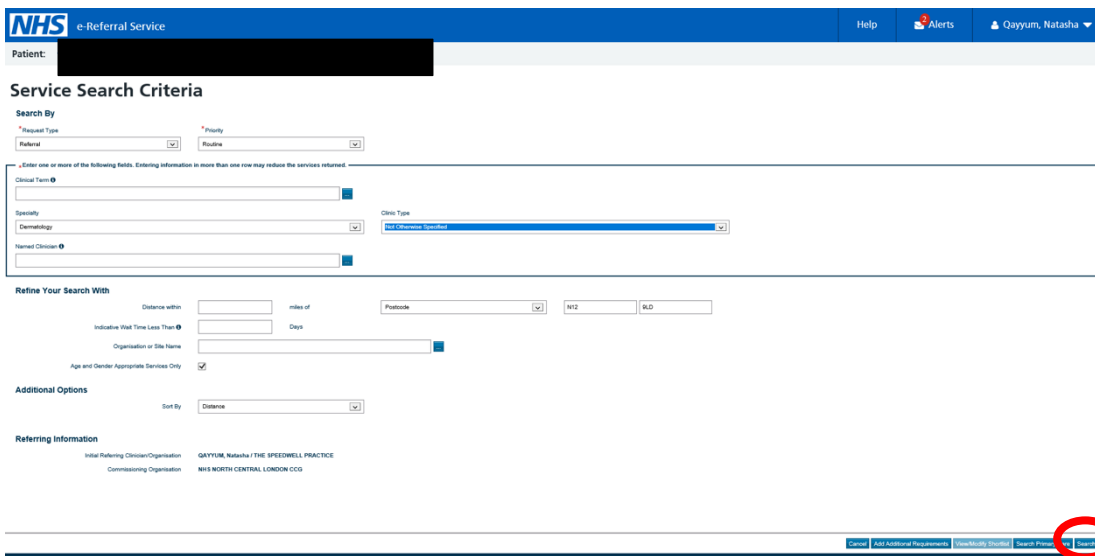 NHS e-Referral Service Help 2 Alerts Qayyum, Natasha
Patient:
Service Search Criteria
Search By
*Request Type *Priority
Referral Routine
*Enter one or more of the following fields. Entering information in more than one row may reduce the services returned.
Clinical Term
Specialty Clinic Type
Dermatology Not Otherwise Specified
Named Clinician
Refine Your Search With
Distance within miles of Postcode N12 9LD
Indicative Wait Time Less Than Days
Organisation or Site Name
Age and Gender Appropriate Services Only
Additional Options
Sort By Distance
Referring Information
Initial Referring Clinician/Organisation QAYYUM, Natasha / THE SPEEDWELL PRACTICE
Commissioning Organisation NHS NORTH CENTRAL LONDON CCG
Cancel Add Additional Requirements View/Modify Shortlist Search Primary Search